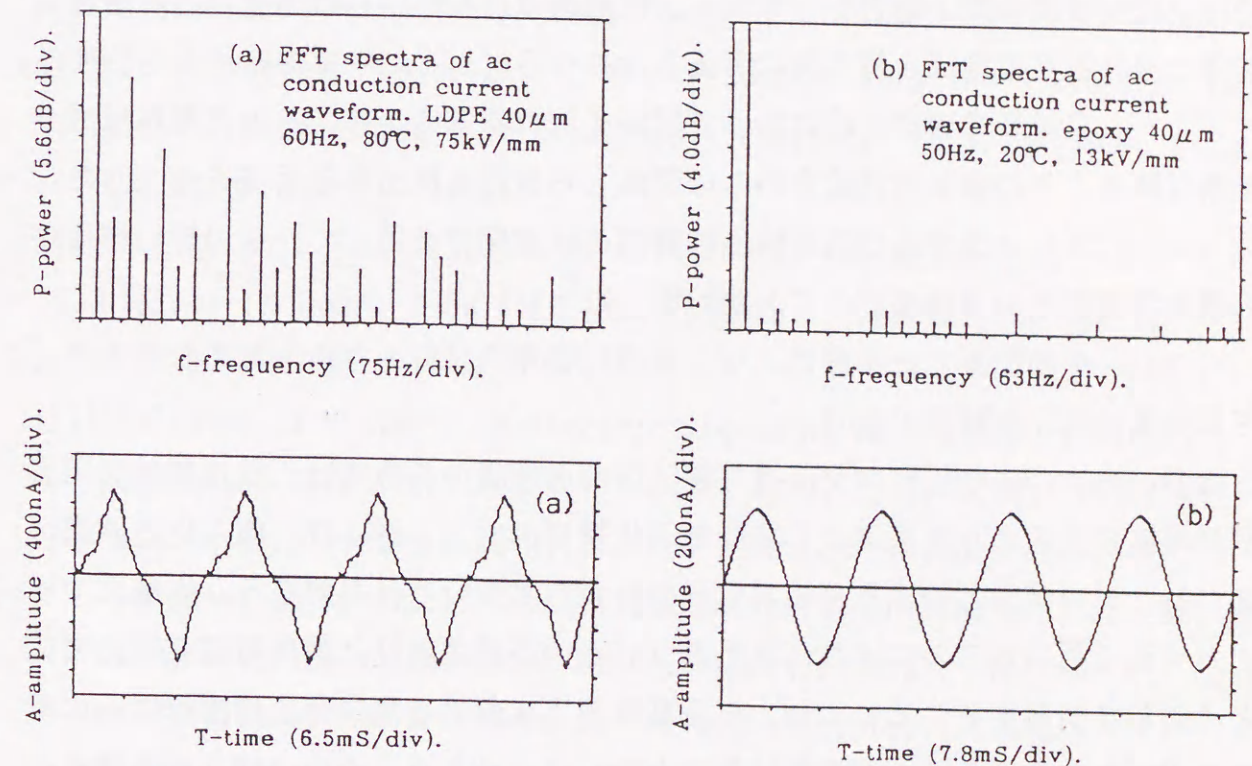 P-power (5.6dB/div).
(a) FFT spectra of ac
conduction current
waveform. LDPE 40μm
60Hz, 80℃, 75kV/mm
f-frequency (75Hz/div).
P-power (4.0dB/div).
(b) FFT spectra of ac
conduction current
waveform. epoxy 40μm
50Hz, 20℃, 13kV/mm
f-frequency (63Hz/div).
A-amplitude (400nA/div).
(a)
T-time (6.5mS/div).
A-amplitude (200nA/div).
(b)
T-time (7.8mS/div).